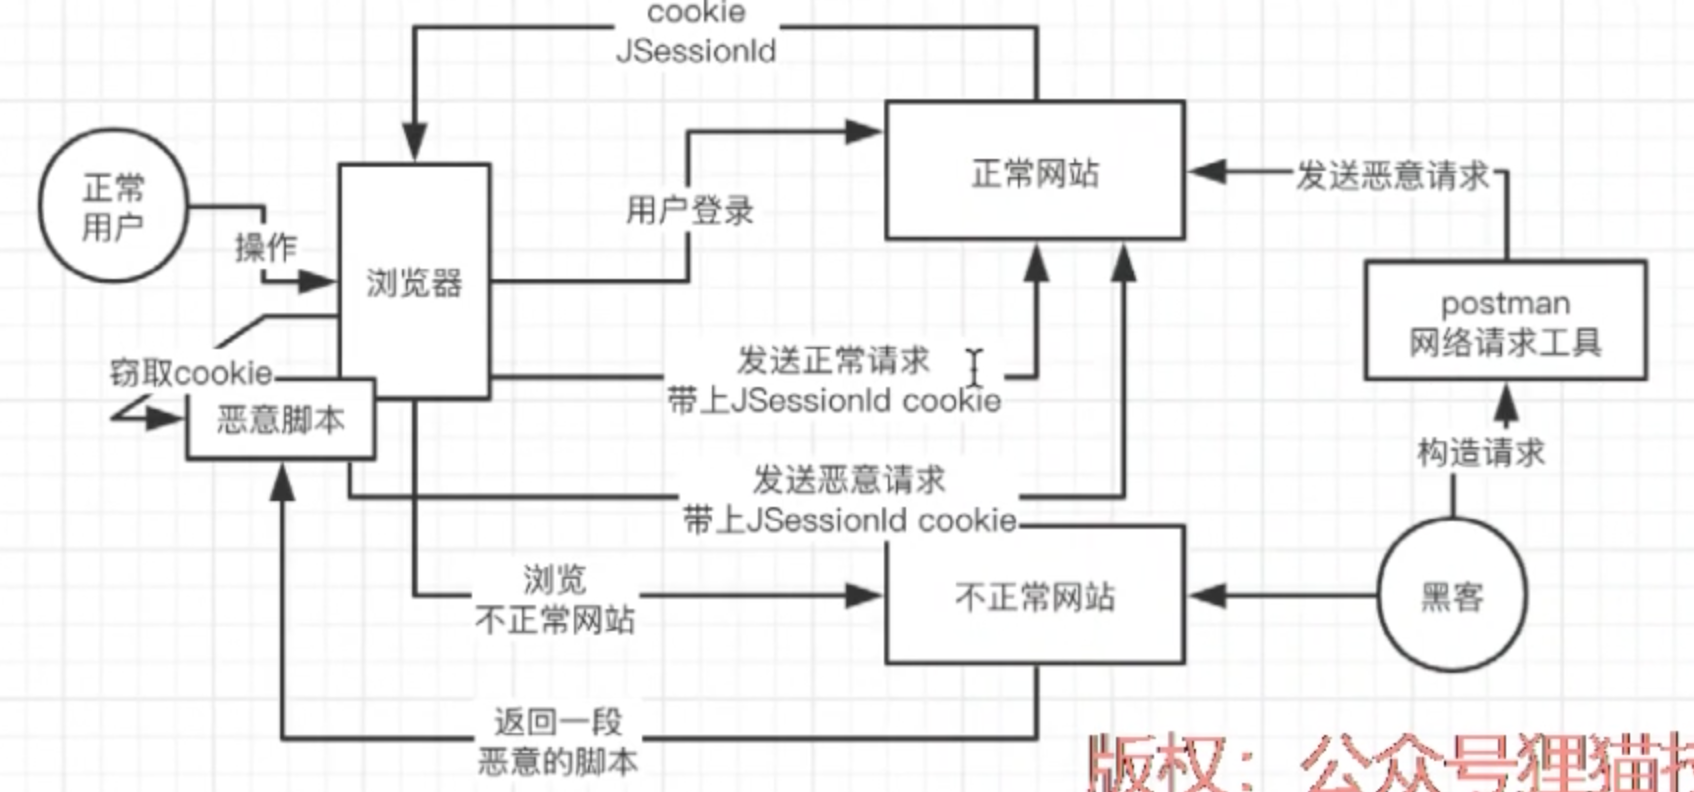 cookie
JSessionId
正常
用户
操作
浏览器
用户登录
正常网站
发送恶意请求
postman
网络请求工具
窃取cookie
恶意脚本
发送正常请求
带上JSessionId cookie
发送恶意请求
带上JSessionId cookie
构造请求
浏览
不正常网站
不正常网站
黑客
返回一段
恶意的脚本
版权：公众号狸猫